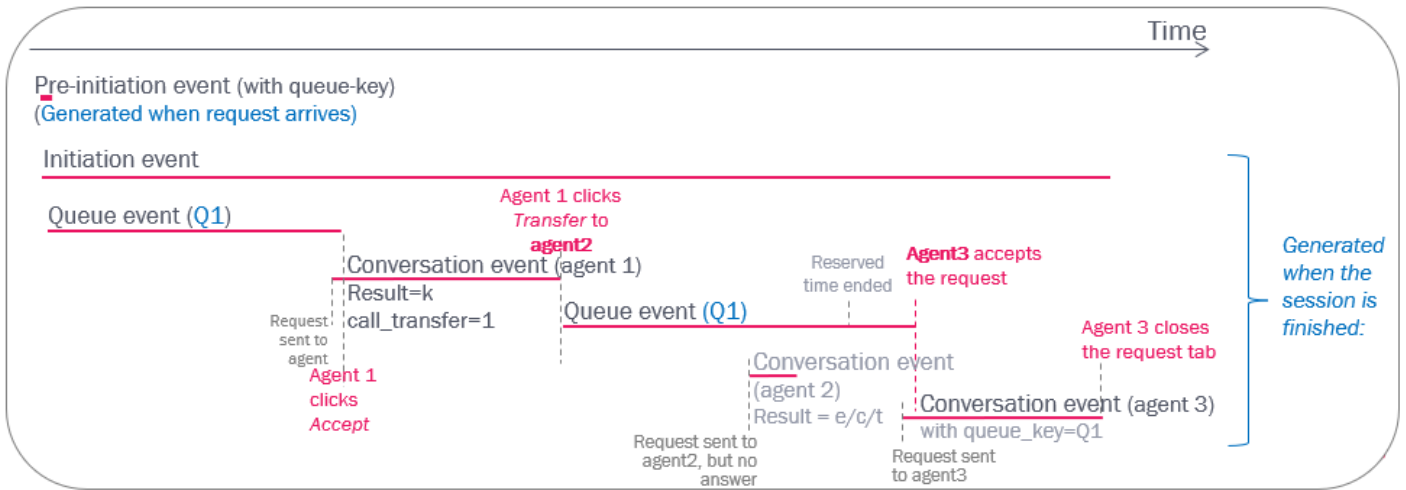 Time
Pre-initiation event (with queue-key)
(Generated when request arrives)
Initiation event
Agent 1 clicks
Transfer to
agent2
Queue event (Q1)
Conversation event (agent 1)
Result=k
call_transfer=1
Request
sent to
agent
Agent 1
clicks
Accept
Queue event (Q1)
Reserved
time ended
Agent3 accepts
the request
Conversation event
(agent 2)
Result = e/c/t
Request sent to
agent2, but no
answer
Agent 3 closes
the request tab
Conversation event (agent 3)
with queue_key=Q1
Request sent
to agent3
Generated
when the
session is
finished: